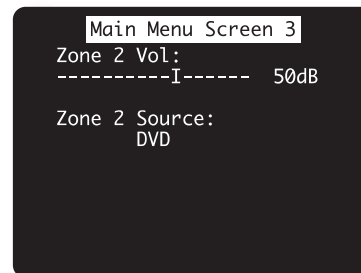 Main Menu Screen 3
Zone 2 Vol:
----------I------ 50dB
Zone 2 Source:
DVD